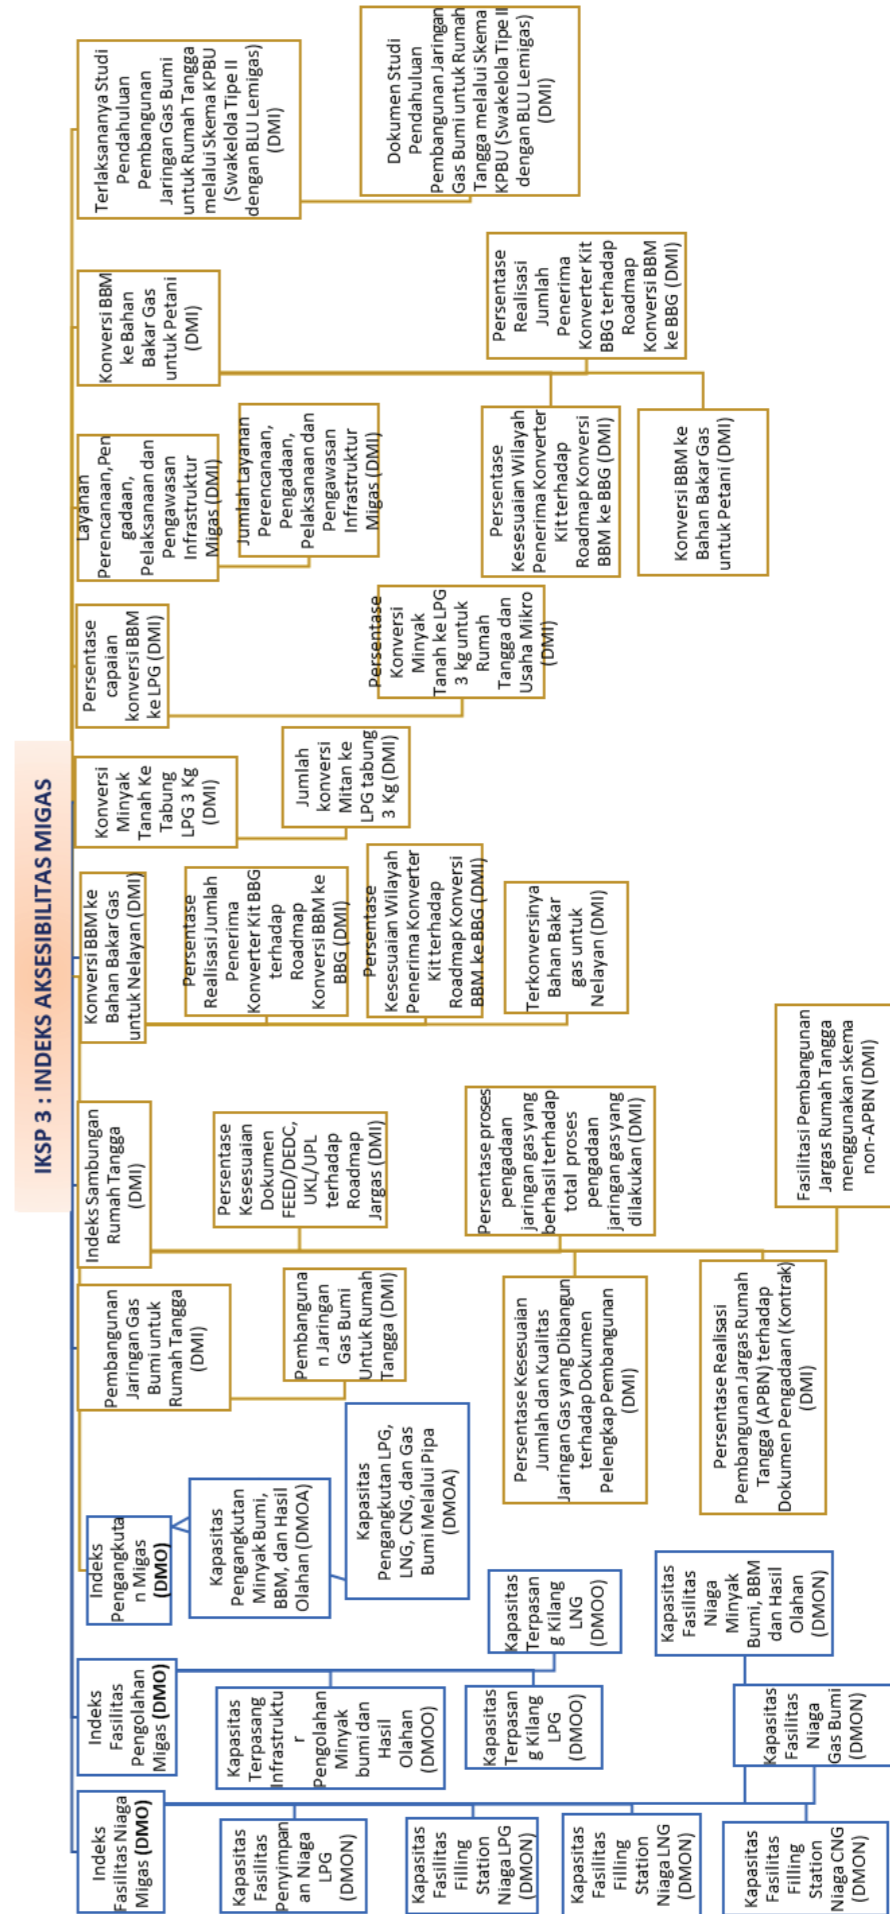 IKSP 3 : INDEKS AKSESIBILITAS MIGAS
Indeks
Fasilitas Niaga
Migas (DMO)
Kapasitas
Fasilitas
Penyimpan
an Niaga
LPG
(DMON)
Kapasitas
Fasilitas
Filling
Station
Niaga LPG
(DMON)
Kapasitas
Fasilitas
Filling
Station
Niaga LNG
(DMON)
Kapasitas
Fasilitas
Filling
Station
Niaga CNG
(DMON)
Kapasitas
Fasilitas
Niaga
Gas Bumi
(DMON)
Kapasitas
Fasilitas
Niaga
Minyak
Bumi, BBM
dan Hasil
Olahan
(DMON)
Indeks
Fasilitas
Pengolahan
Migas (DMO)
Kapasitas
Terpasang
Infrastruktu
r
Pengolahan
Minyak
bumi dan
Hasil
Olahan
(DMOO)
Kapasitas
Terpasan
g Kilang
LPG
(DMOO)
Kapasitas
Terpasan
g Kilang
LNG
(DMOO)
Indeks
Pengangkuta
n Migas
(DMO)
Kapasitas
Pengangkutan
Minyak Bumi,
BBM, dan Hasil
Olahan (DMOA)
Kapasitas
Pengangkutan LPG,
LNG, CNG, dan Gas
Bumi Melalui Pipa
(DMOA)
Pembangunan
Jaringan Gas
Bumi untuk
Rumah Tangga
(DMI)
Pembanguna
n Jaringan
Gas Bumi
Untuk Rumah
Tangga (DMI)
Indeks Sambungan
Rumah Tangga
(DMI)
Persentase
Kesesuaian
Dokumen
FEED/DEDC,
UKL/UPL
terhadap
Roadmap
Jargas (DMI)
Persentase proses
pengadaan
jaringan gas yang
berhasil terhadap
total proses
pengadaan
jaringan gas yang
dilakukan (DMI)
Persentase Kesesuaian
Jumlah dan Kualitas
Jaringan Gas yang Dibangun
terhadap Dokumen
Pelengkap Pembangunan
(DMI)
Persentase Realisasi
Pembangunan Jargas Rumah
Tangga (APBN) terhadap
Dokumen Pengadaan (Kontrak)
(DMI)
Fasilitasi Pembangunan
Jargas Rumah Tangga
menggunakan skema
non-APBN (DMI)
Konversi BBM ke
Bahan Bakar Gas
untuk Nelayan (DMI)
Persentase
Realisasi Jumlah
Penerima
Konverter Kit BBG
terhadap
Roadmap
Konversi BBM ke
BBG (DMI)
Persentase
Kesesuaian Wilayah
Penerima Konverter
Kit terhadap
Roadmap Konversi
BBM ke BBG (DMI)
Terkonversinya
Bahan Bakar
gas untuk
Nelayan (DMI)
Konversi
Minyak
Tanah Ke
Tabung
LPG 3 Kg
(DMI)
Jumlah
konversi
Mitan ke
LPG tabung
3 Kg (DMI)
Persentase
capaian
konversi BBM
ke LPG (DMI)
Persentase
Konversi
Minyak
Tanah ke LPG
3 kg untuk
Rumah
Tangga dan
Usaha Mikro
(DMI)
Layanan
Perencanaan,Pen
gadaan,
Pelaksanaan dan
Pengawasan
Infrastruktur
Migas (DMI)
Jumlah Layanan
Perencanaan,
Pengadaan,
Pelaksanaan dan
Pengawasan
Infrastruktur
Migas (DMI)
Konversi BBM
ke Bahan
Bakar Gas
untuk Petani
(DMI)
Persentase
Kesesuaian Wilayah
Penerima Konverter
Kit terhadap
Roadmap Konversi
BBM ke BBG (DMI)
Persentase
Realisasi
Jumlah
Penerima
Konverter Kit
BBG terhadap
Roadmap
Konversi BBM
ke BBG (DMI)
Konversi BBM ke
Bahan Bakar Gas
untuk Petani (DMI)
Terlaksananya Studi
Pendahuluan
Pembangunan
Jaringan Gas Bumi
untuk Rumah Tangga
melalui Skema KPBU
(Swakelola Tipe II
dengan BLU Lemigas)
(DMI)
Dokumen Studi
Pendahuluan
Pembangunan Jaringan
Gas Bumi untuk Rumah
Tangga melalui Skema
KPBU (Swakelola Tipe II
dengan BLU Lemigas)
(DMI)